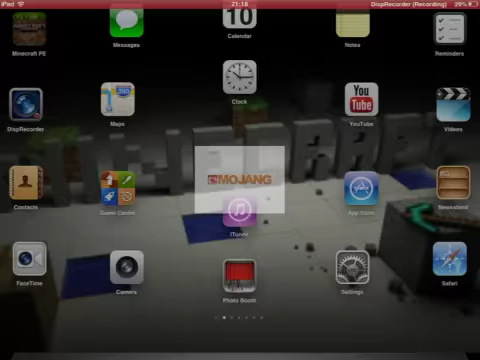 iPad
21:18
DispRecorder (Recording)
29%
10
Minecraft PE
Messages
Calendar
Notes
Reminders
DispRecorder
Maps
280
Clock
You
Tube
YouTube
Videos
MOJANG
Contacts
Game Center
iTunes
App Store
Newsstand
FaceTime
Camera
Photo Booth
Settings
Safari